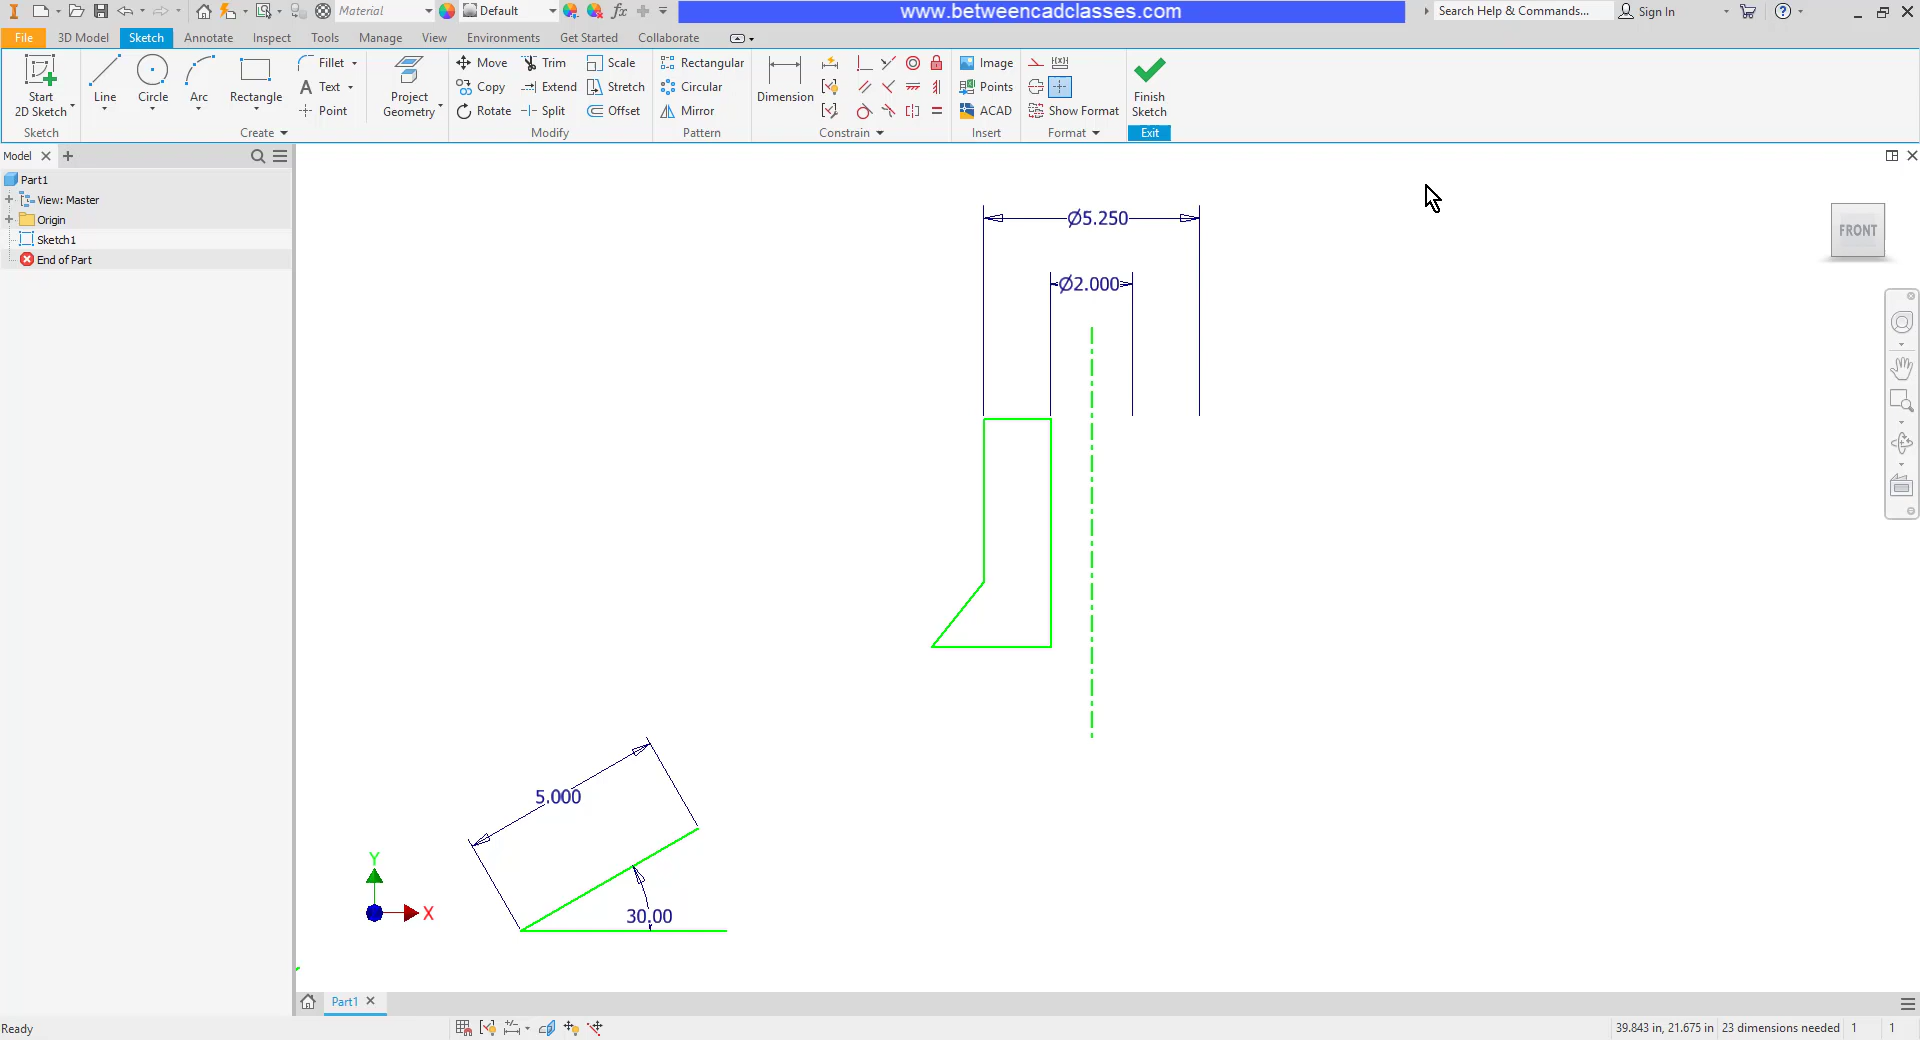 Material
Default
www.betweencadclasses.com
Search Help & Commands...
Sign In
File
3D Model
Sketch
Annotate
Inspect
Tools
Manage
View
Environments
Get Started
Collaborate
Start
2D Sketch
Line
Circle
Arc
Rectangle
Fillet
Text
Point
Project
Geometry
Move
Copy
Rotate
Trim
Extend
Split
Scale
Stretch
Offset
Rectangular
Circular
Mirror
Dimension
Image
Points
ACAD
Show Format
Finish
Sketch
Sketch
Create
Modify
Pattern
Constrain
Insert
Format
Exit
Model
Part1
View: Master
Origin
Sketch1
End of Part
Ø5.250
Ø2.000
FRONT
5.000
30.00
Y
X
Part1
Ready
39.843 in, 21.675 in
23 dimensions needed
1
1